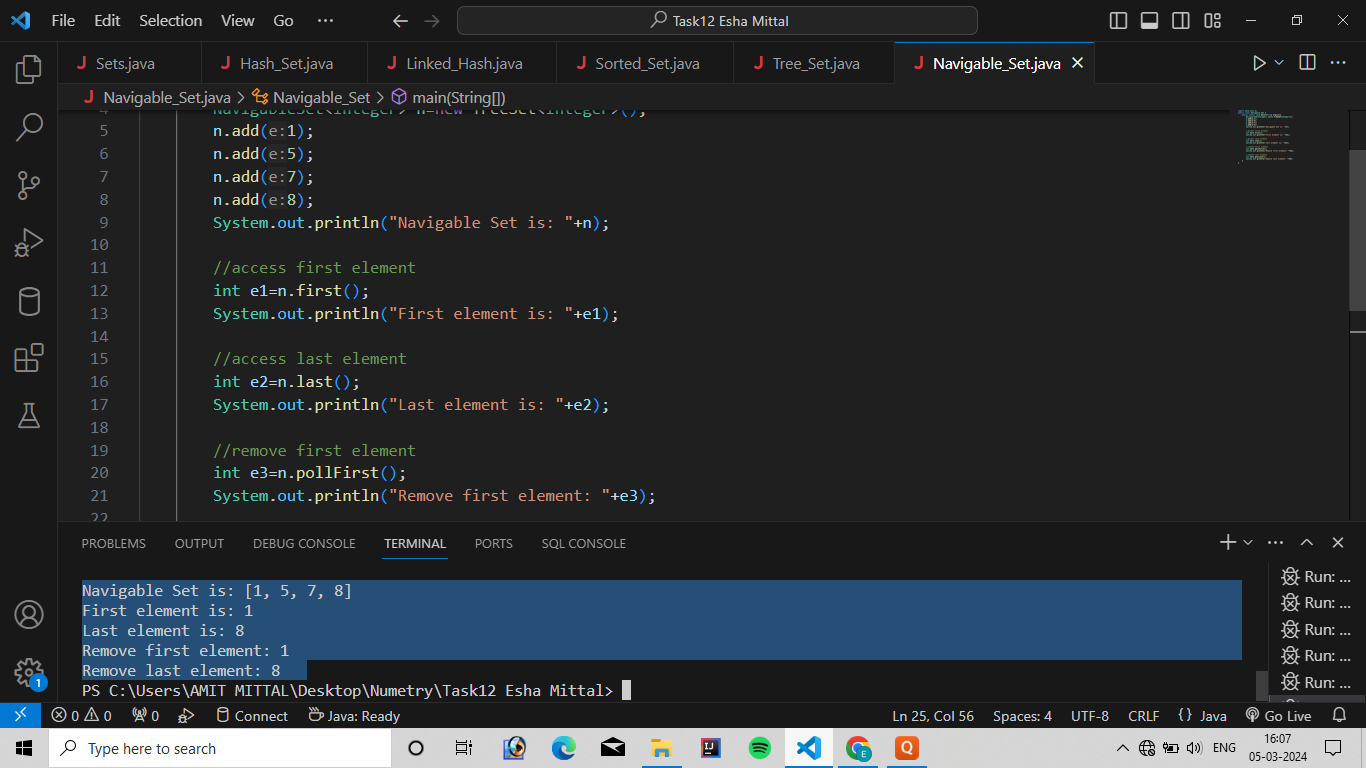 File Edit Selection View Go ··· Task12 Esha Mittal
Sets.java Hash_Set.java Linked_Hash.java Sorted_Set.java Tree_Set.java Navigable_Set.java
Navigable_Set.java > Navigable_Set > main(String[])
4 NavigableSet<Integer> n=new TreeSet<Integer>();
5 n.add(e:1);
6 n.add(e:5);
7 n.add(e:7);
8 n.add(e:8);
9 System.out.println("Navigable Set is: "+n);
10
11 //access first element
12 int e1=n.first();
13 System.out.println("First element is: "+e1);
14
15 //access last element
16 int e2=n.last();
17 System.out.println("Last element is: "+e2);
18
19 //remove first element
20 int e3=n.pollFirst();
21 System.out.println("Remove first element: "+e3);
22
PROBLEMS OUTPUT DEBUG CONSOLE TERMINAL PORTS SQL CONSOLE
Navigable Set is: [1, 5, 7, 8]
First element is: 1
Last element is: 8
Remove first element: 1
Remove last element: 8
PS C:\Users\AMIT MITTAL\Desktop\Numetry\Task12 Esha Mittal>
Run: ...
Run: ...
Run: ...
Run: ...
Run: ...
1
0 0 0 Connect Java: Ready Ln 25, Col 56 Spaces: 4 UTF-8 CRLF {} Java Go Live
Type here to search ENG 16:07
05-03-2024